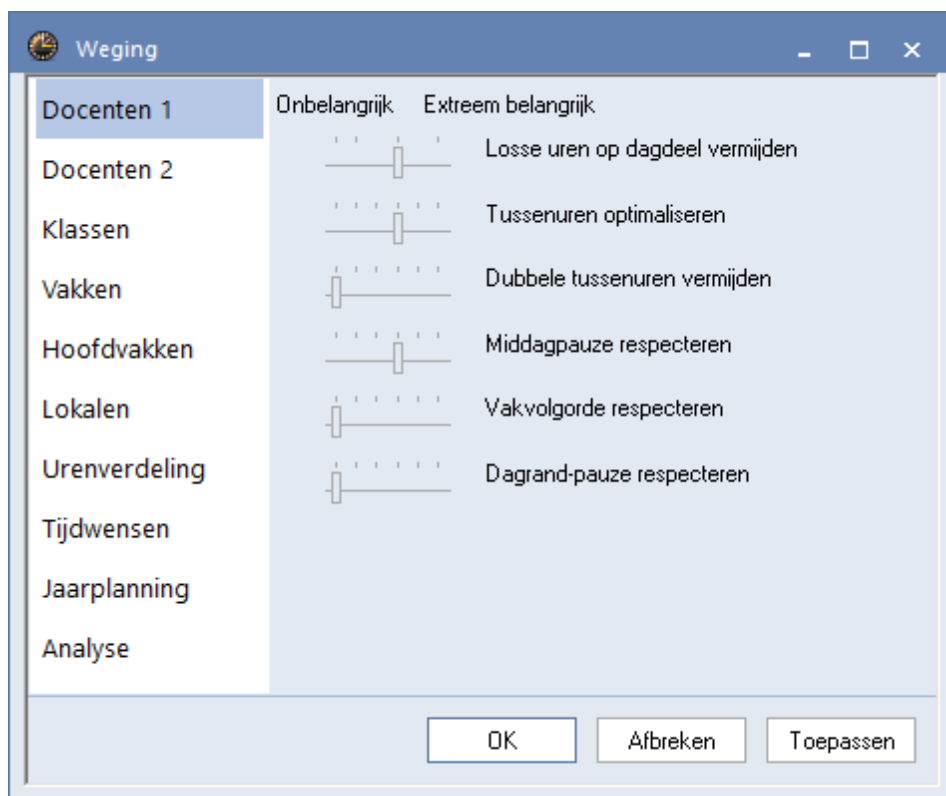 Weging
Docenten 1
Docenten 2
Klassen
Vakken
Hoofdvakken
Lokalen
Urenverdeling
Tijdwensen
Jaarplanning
Analyse
Onbelangrijk Extreem belangrijk
Losse uren op dagdeel vermijden
Tussenuren optimaliseren
Dubbele tussenuren vermijden
Middagpauze respecteren
Vakvolgorde respecteren
Dagrand-pauze respecteren
OK Afbreken Toepassen